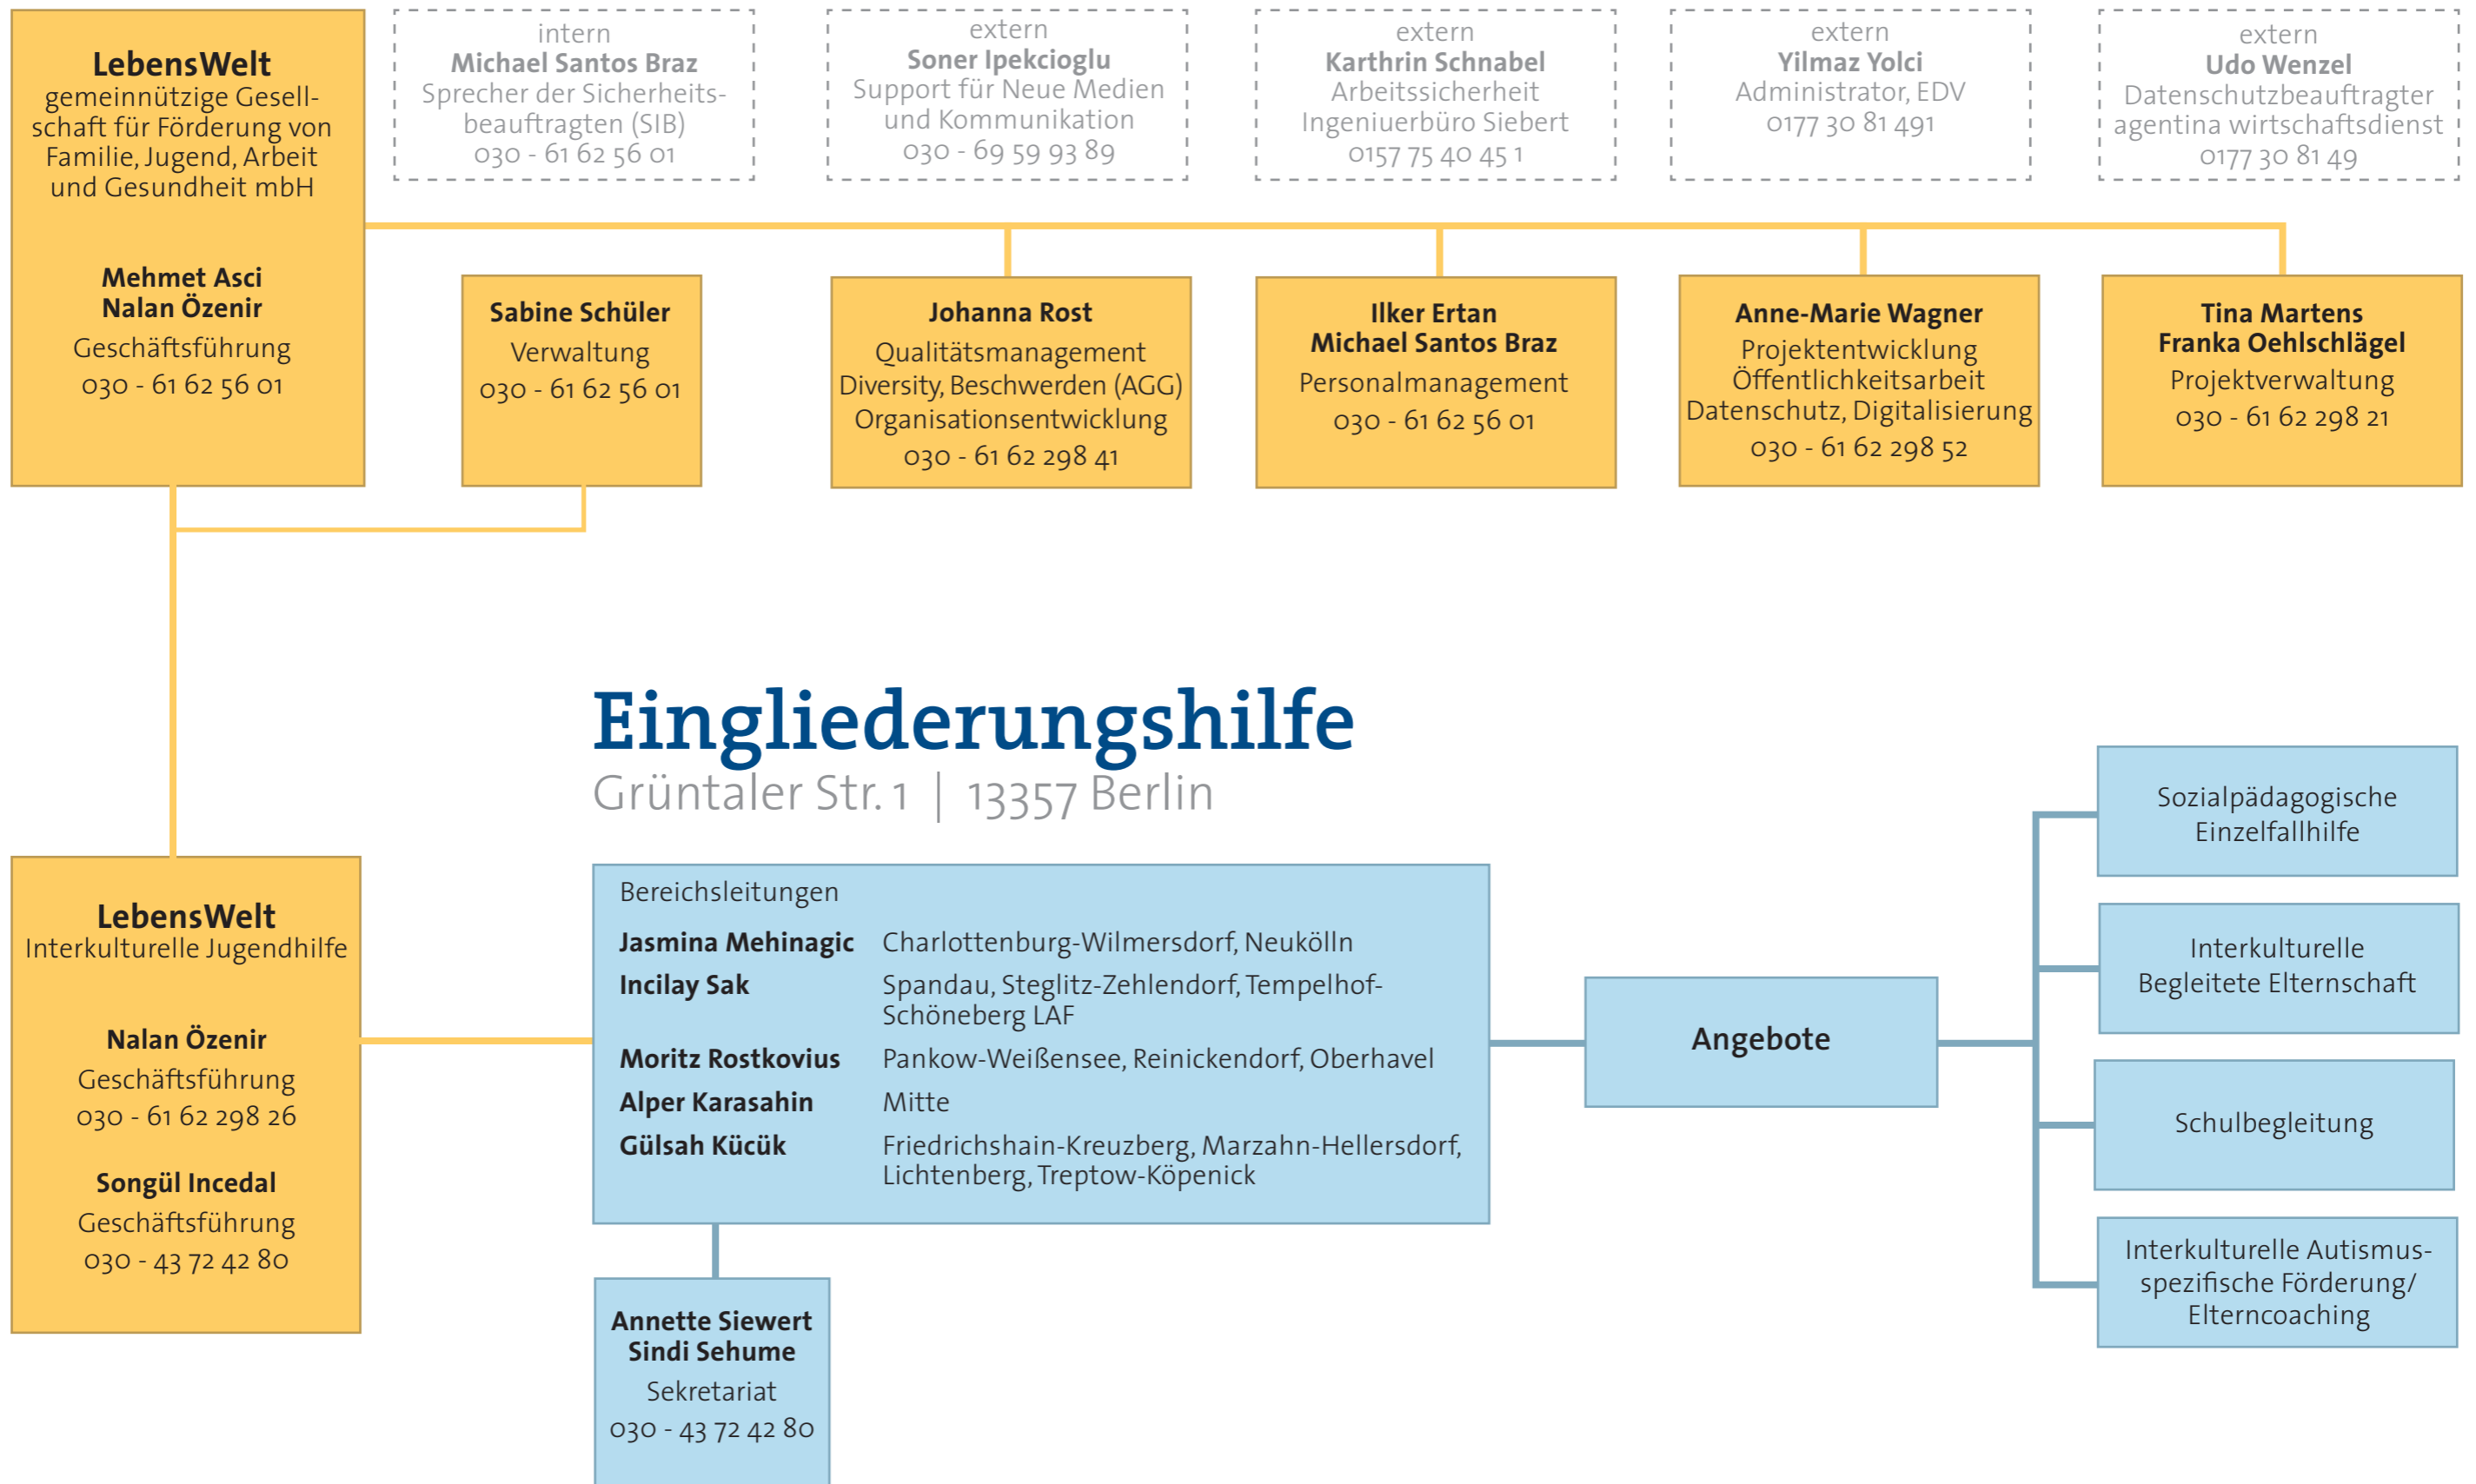 LebensWelt
gemeinnützige Gesell-
schaft für Förderung von
Familie, Jugend, Arbeit
und Gesundheit mbH
Mehmet Asci
Nalan Özenir
Geschäftsführung
030 - 61 62 56 01
intern
Michael Santos Braz
Sprecher der Sicherheits-
beauftragten (SIB)
030 - 61 62 56 01
extern
Soner Ipekcioglu
Support für Neue Medien
und Kommunikation
030 - 69 59 93 89
extern
Karthrin Schnabel
Arbeitssicherheit
Ingeniuerbüro Siebert
0157 75 40 45 1
extern
Yilmaz Yolci
Administrator, EDV
0177 30 81 491
extern
Udo Wenzel
Datenschutzbeauftragter
agentina wirtschaftsdienst
0177 30 81 49
Sabine Schüler
Verwaltung
030 - 61 62 56 01
Johanna Rost
Qualitätsmanagement
Diversity, Beschwerden (AGG)
Organisationsentwicklung
030 - 61 62 298 41
Ilker Ertan
Michael Santos Braz
Personalmanagement
030 - 61 62 56 01
Anne-Marie Wagner
Projektentwicklung
Öffentlichkeitsarbeit
Datenschutz, Digitalisierung
030 - 61 62 298 52
Tina Martens
Franka Oehlschlägel
Projektverwaltung
030 - 61 62 298 21
Eingliederungshilfe
Grüntaler Str. 1 | 13357 Berlin
LebensWelt
Interkulturelle Jugendhilfe
Nalan Özenir
Geschäftsführung
030 - 61 62 298 26
Songül Incedal
Geschäftsführung
030 - 43 72 42 80
Bereichsleitungen
Jasmina Mehinagic Charlottenburg-Wilmersdorf, Neukölln
Incilay Sak Spandau, Steglitz-Zehlendorf, Tempelhof-
Schöneberg LAF
Moritz Rostkovius Pankow-Weißensee, Reinickendorf, Oberhavel
Alper Karasahin Mitte
Gülsah Kücük Friedrichshain-Kreuzberg, Marzahn-Hellersdorf,
Lichtenberg, Treptow-Köpenick
Annette Siewert
Sindi Sehume
Sekretariat
030 - 43 72 42 80
Angebote
Sozialpädagogische
Einzelfallhilfe
Interkulturelle
Begleitete Elternschaft
Schulbegleitung
Interkulturelle Autismus-
spezifische Förderung/
Elterncoaching